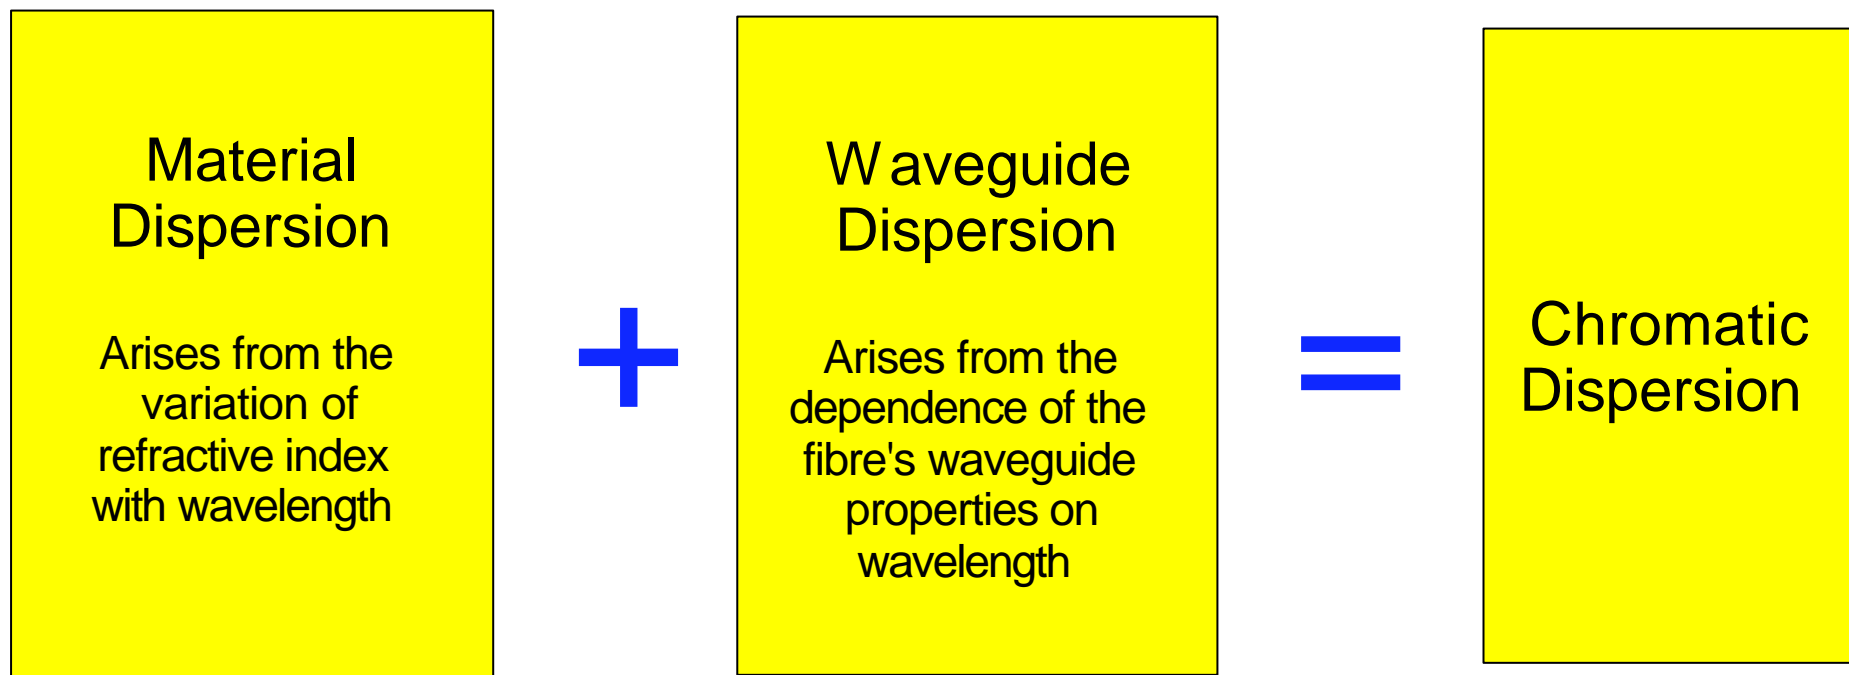 Material
Dispersion
Arises from the
variation of
refractive index
with wavelength
+
Waveguide
Dispersion
Arises from the
dependence of the
fibre's waveguide
properties on
wavelength
=
Chromatic
Dispersion